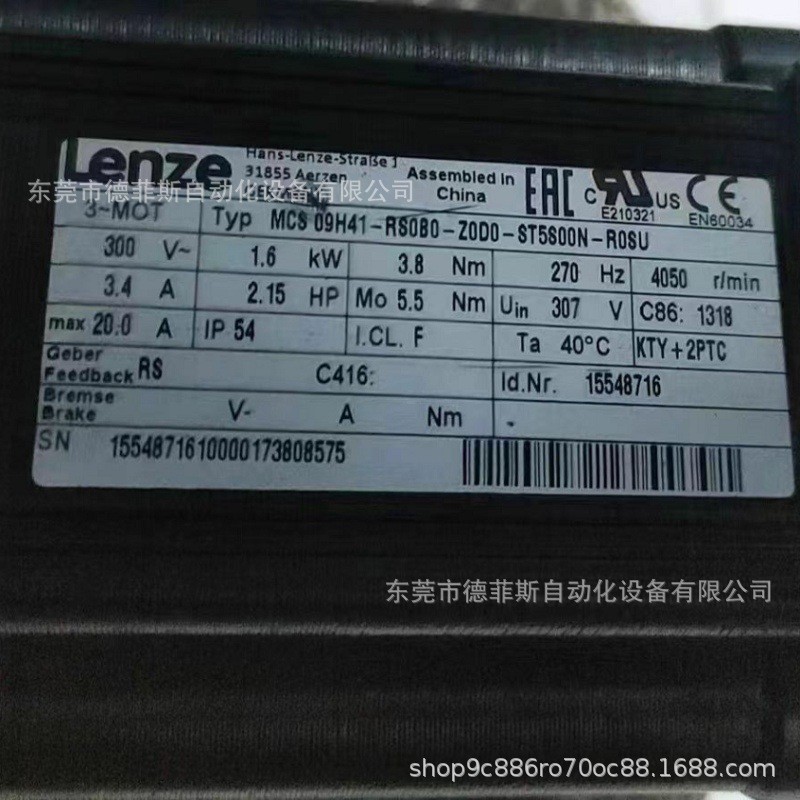 Lenze
Hans-Lenze-Straße 1
31855 Aerzen
Assembled in
China
EAC
C UR US
E210321
CE
EN60034
东莞市德菲斯自动化设备有限公司
3~MOT Typ MCS 09H41-RS0B0-Z0D0-ST5S00N-R0SU
300 V~ 1.6 kW 3.8 Nm 270 Hz 4050 r/min
3.4 A 2.15 HP Mo 5.5 Nm Uin 307 V C86: 1318
max 20.0 A IP 54 I.CL. F Ta 40°C KTY+2PTC
Geber
Feedback RS C416: Id.Nr. 15548716
Bremse
Brake V- A Nm -
SN 1554871610000173808575
东莞市德菲斯自动化设备有限公司
shop9c886ro70oc88.1688.com